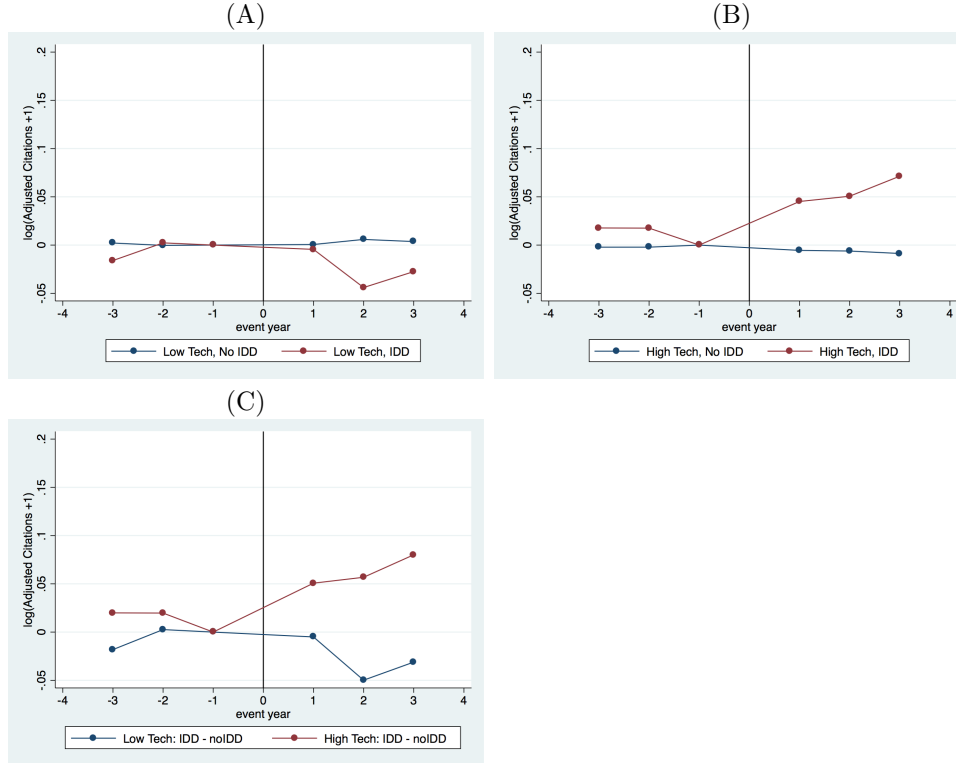 (A)
log(Adjusted Citations +1)
.2
.15
.1
.05
0
-.05
-4 -3 -2 -1 0 1 2 3 4
event year
Low Tech, No IDD Low Tech, IDD
(B)
log(Adjusted Citations +1)
.2
.15
.1
.05
0
-.05
-4 -3 -2 -1 0 1 2 3 4
event year
High Tech, No IDD High Tech, IDD
(C)
log(Adjusted Citations +1)
.2
.15
.1
.05
0
-.05
-4 -3 -2 -1 0 1 2 3 4
event year
Low Tech: IDD - noIDD High Tech: IDD - noIDD